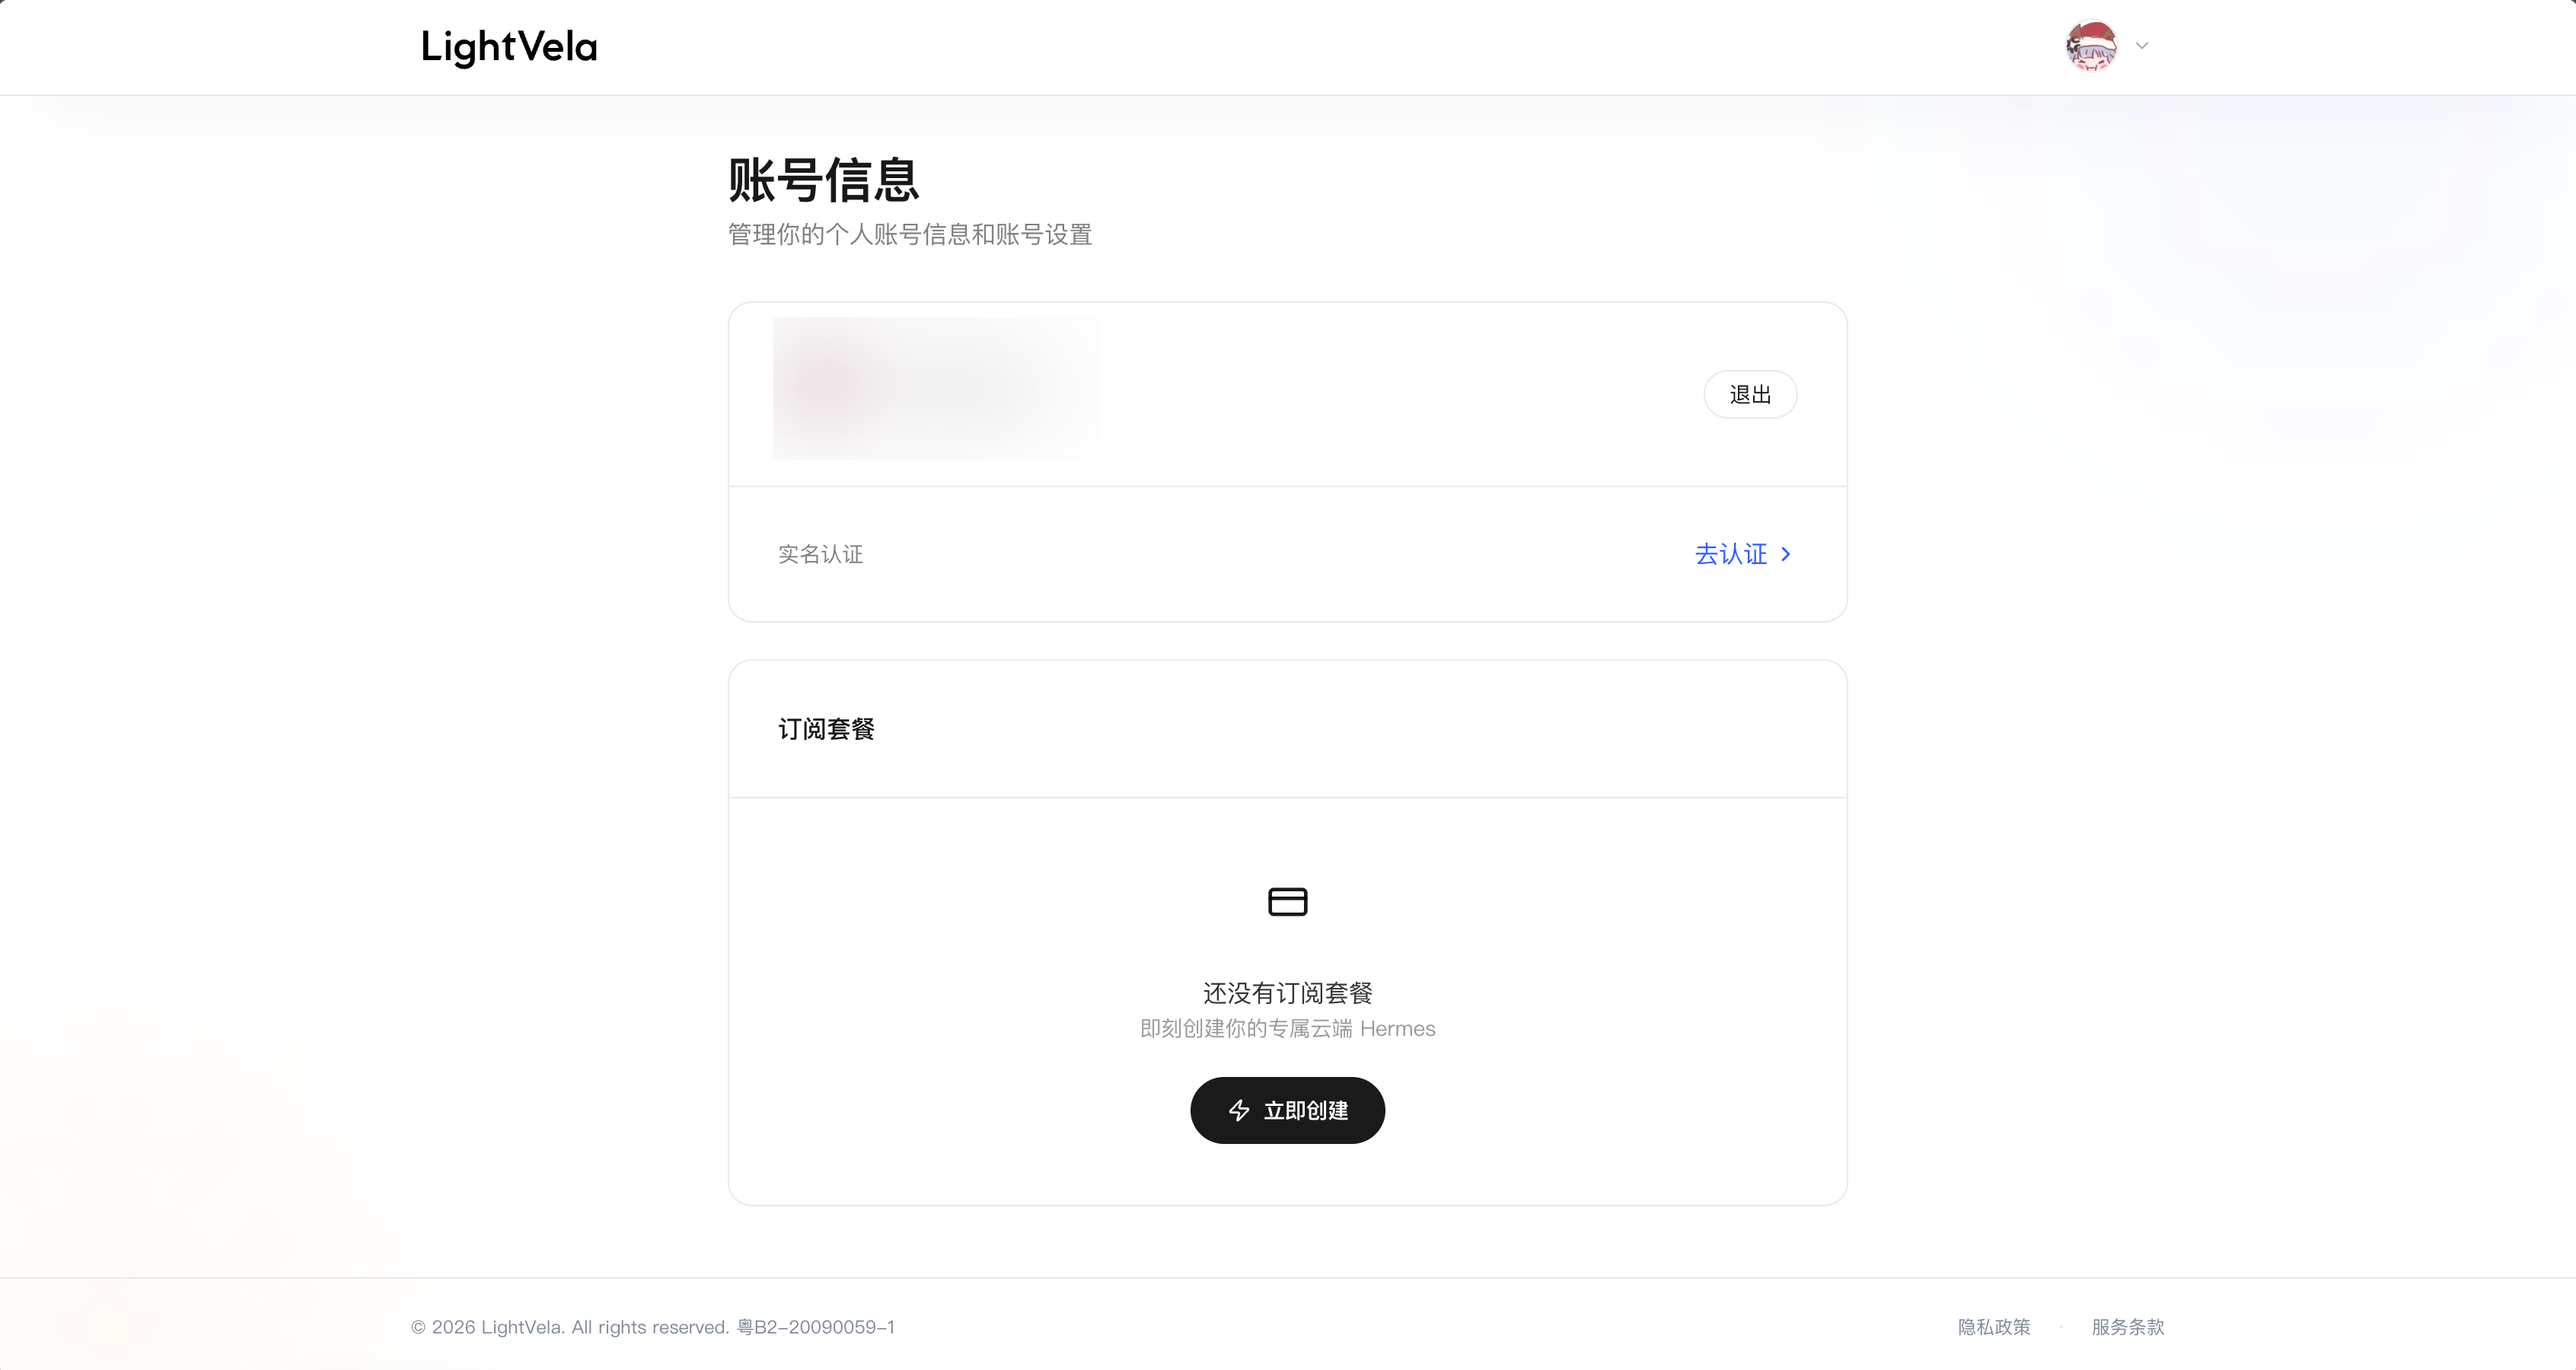 LightVela
账号信息
管理你的个人账号信息和账号设置
退出
实名认证
去认证
订阅套餐
还没有订阅套餐
即刻创建你的专属云端 Hermes
立即创建
© 2026 LightVela. All rights reserved. 粤B2-20090059-1
隐私政策 · 服务条款